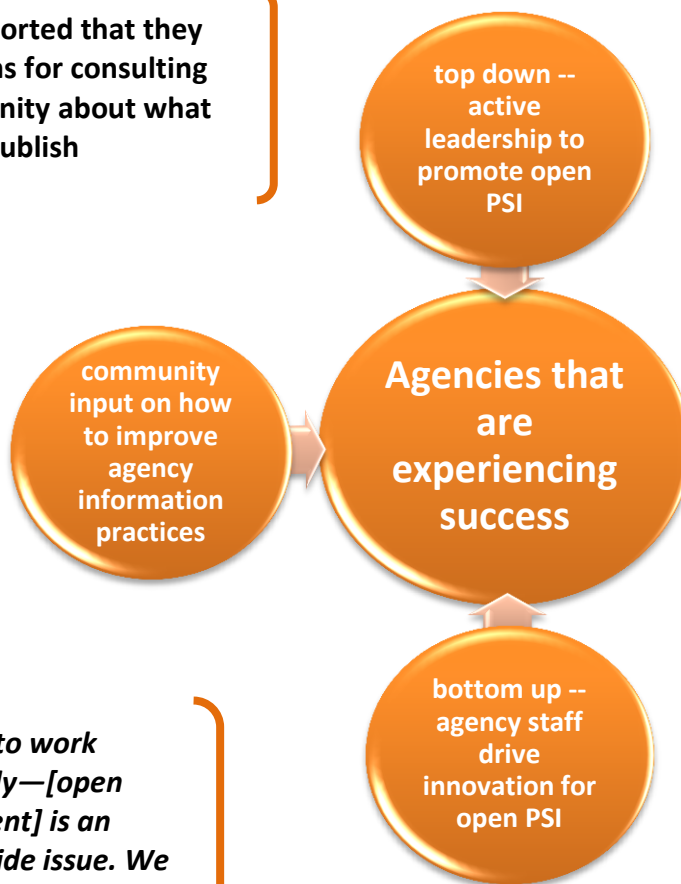 orted that they
s for consulting
nity about what
ublish
top down --
active
leadership to
promote open
PSI
community
input on how
to improve
agency
information
practices
Agencies that
are
experiencing
success
bottom up --
agency staff
drive
innovation for
open PSI
to work
ly—[open
ent] is an
ide issue. We